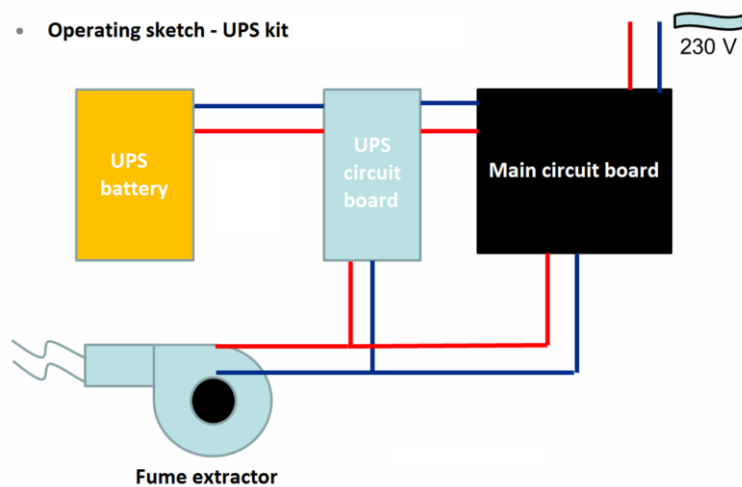 • Operating sketch - UPS kit
230 V
UPS
battery
UPS
circuit
board
Main circuit board
Fume extractor